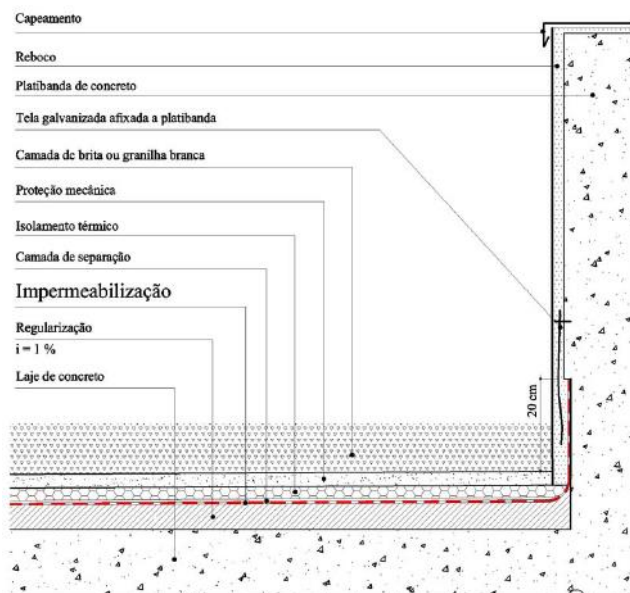 Capeamento
Reboco
Platibanda de concreto
Tela galvanizada afixada a platibanda
Camada de brita ou granilha branca
Proteção mecânica
Isolamento térmico
Camada de separação
Impermeabilização
Regularização
i = 1 %
Laje de concreto
20 cm